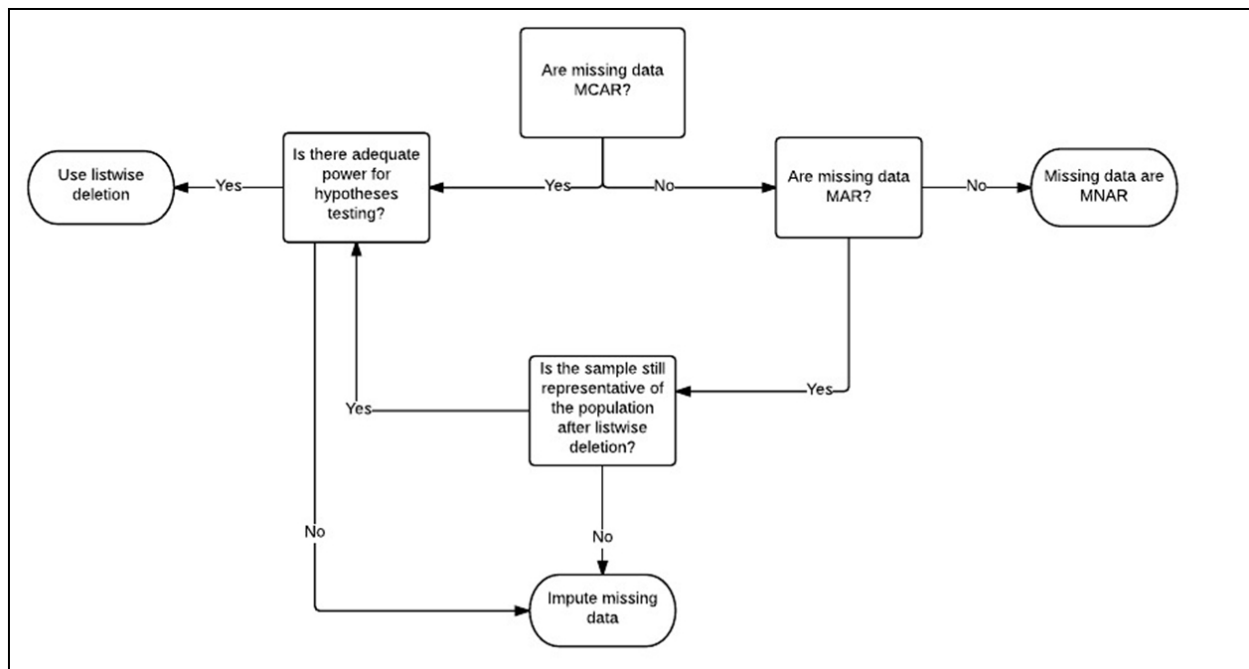 Are missing data
MCAR?
Is there adequate
power for
hypotheses
testing?
Use listwise
deletion
Yes
Yes
No
Are missing data
MAR?
No
Missing data are
MNAR
Is the sample still
representative of
the population
after listwise
deletion?
Yes
Yes
No
No
Impute missing
data